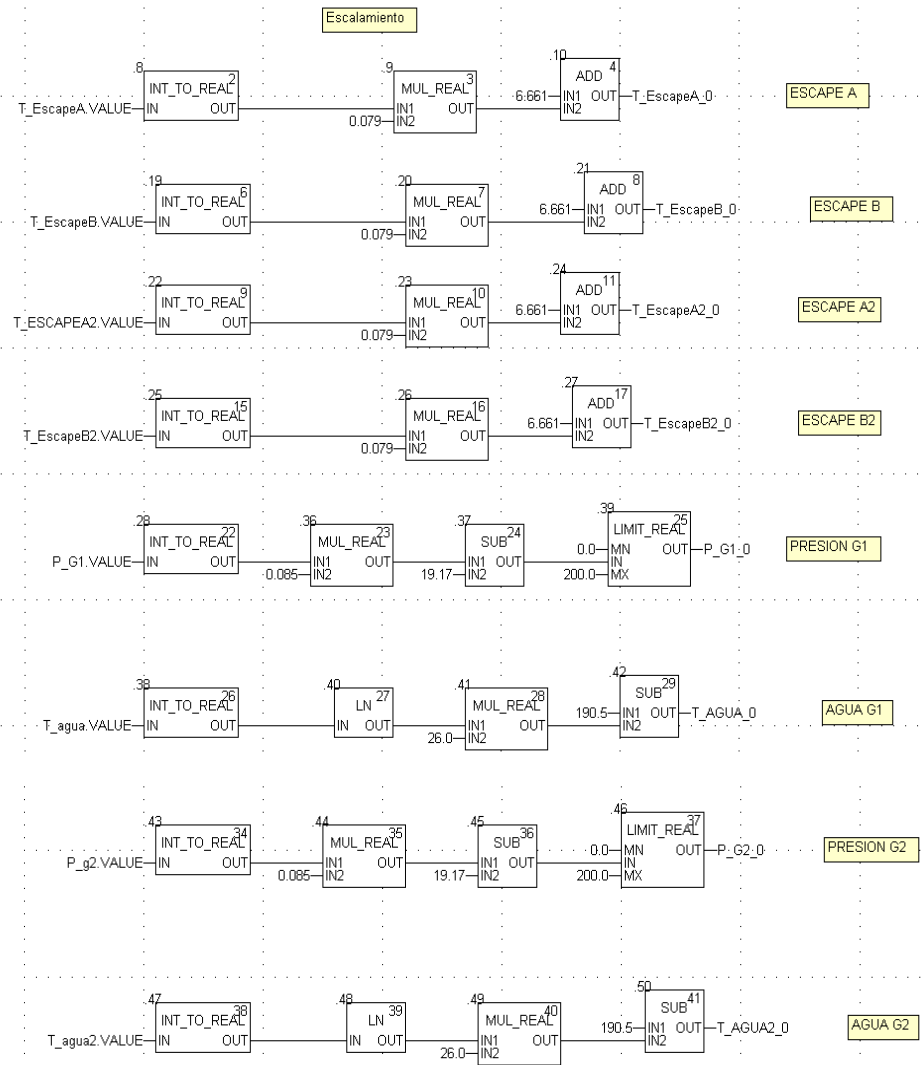 Escalamiento
.8
INT_TO_REAL 2
T_EscapeA.VALUE IN OUT
.9
MUL_REAL 3
IN1 OUT
0.079 IN2
.10
ADD 4
6.661 IN1 OUT T_EscapeA_0
IN2
ESCAPE A
.19
INT_TO_REAL 6
T_EscapeB.VALUE IN OUT
.20
MUL_REAL 7
IN1 OUT
0.079 IN2
.21
ADD 8
6.661 IN1 OUT T_EscapeB_0
IN2
ESCAPE B
.22
INT_TO_REAL 9
T_ESCAPEA2.VALUE IN OUT
.23
MUL_REAL 10
IN1 OUT
0.079 IN2
.24
ADD 11
6.661 IN1 OUT T_EscapeA2_0
IN2
ESCAPE A2
.25
INT_TO_REAL 15
T_EscapeB2.VALUE IN OUT
.26
MUL_REAL 16
IN1 OUT
0.079 IN2
.27
ADD 17
6.661 IN1 OUT T_EscapeB2_0
IN2
ESCAPE B2
.28
INT_TO_REAL 22
P_G1.VALUE IN OUT
.36
MUL_REAL 23
IN1 OUT
0.085 IN2
.37
SUB 24
IN1 OUT
19.17 IN2
.39
LIMIT_REAL 25
0.0 MN OUT P_G1_0
IN
200.0 MX
PRESION G1
.38
INT_TO_REAL 26
T_agua.VALUE IN OUT
.40
LN 27
IN OUT
.41
MUL_REAL 28
IN1 OUT
26.0 IN2
.42
SUB 29
190.5 IN1 OUT T_AGUA_0
IN2
AGUA G1
.43
INT_TO_REAL 34
P_g2.VALUE IN OUT
.44
MUL_REAL 35
IN1 OUT
0.085 IN2
.45
SUB 36
IN1 OUT
19.17 IN2
.46
LIMIT_REAL 37
0.0 MN OUT P_G2_0
IN
200.0 MX
PRESION G2
.47
INT_TO_REAL 38
T_agua2.VALUE IN OUT
.48
LN 39
IN OUT
.49
MUL_REAL 40
IN1 OUT
26.0 IN2
.50
SUB 41
190.5 IN1 OUT T_AGUA2_0
IN2
AGUA G2